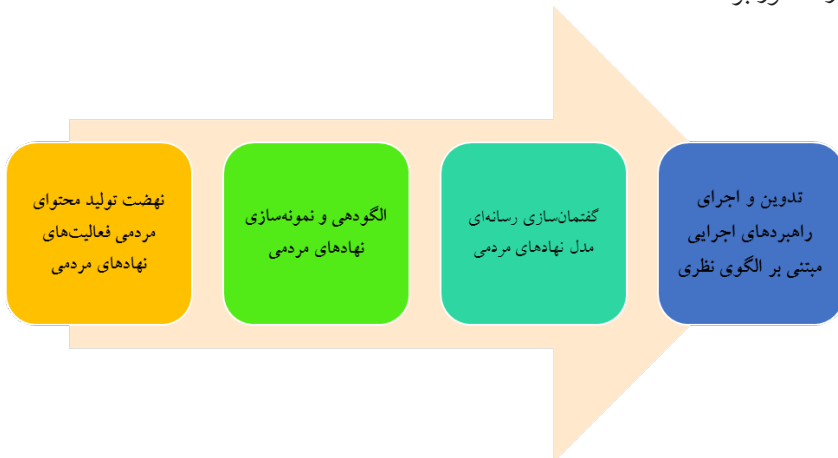 تدوین و اجرای
راهبردهای اجرایی
مبتنی بر الگوی نظری
گفتمان‌سازی رسانه‌ای
مدل نهادهای مردمی
الگودهی و نمونه‌سازی
نهادهای مردمی
نهضت تولید محتوای
مردمی فعالیت‌های
نهادهای مردمی